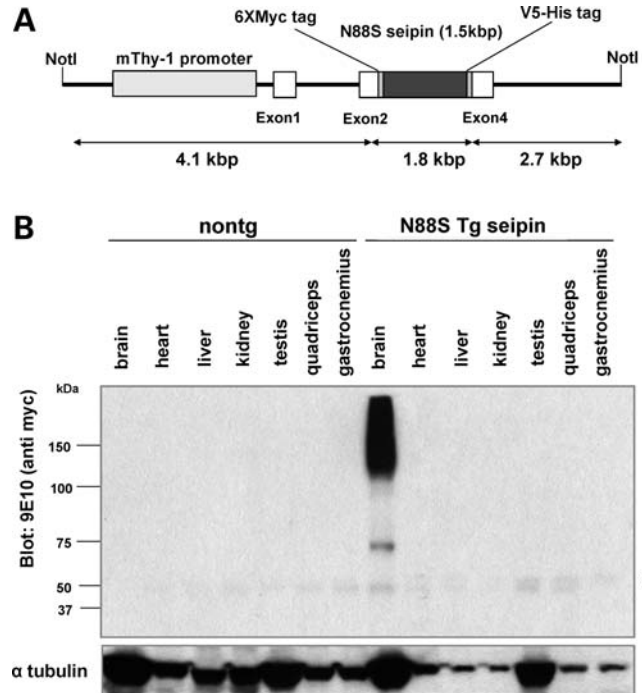 A
6XMyc tag
N88S seipin (1.5kbp)
V5-His tag
NotI
mThy-1 promoter
NotI
Exon1
Exon2
Exon4
4.1 kbp
1.8 kbp
2.7 kbp
B
nontg
N88S Tg seipin
brain
heart
liver
kidney
testis
quadriceps
gastrocnemius
brain
heart
liver
kidney
testis
quadriceps
gastrocnemius
kDa
150
100
75
50
37
Blot: 9E10 (anti myc)
α tubulin